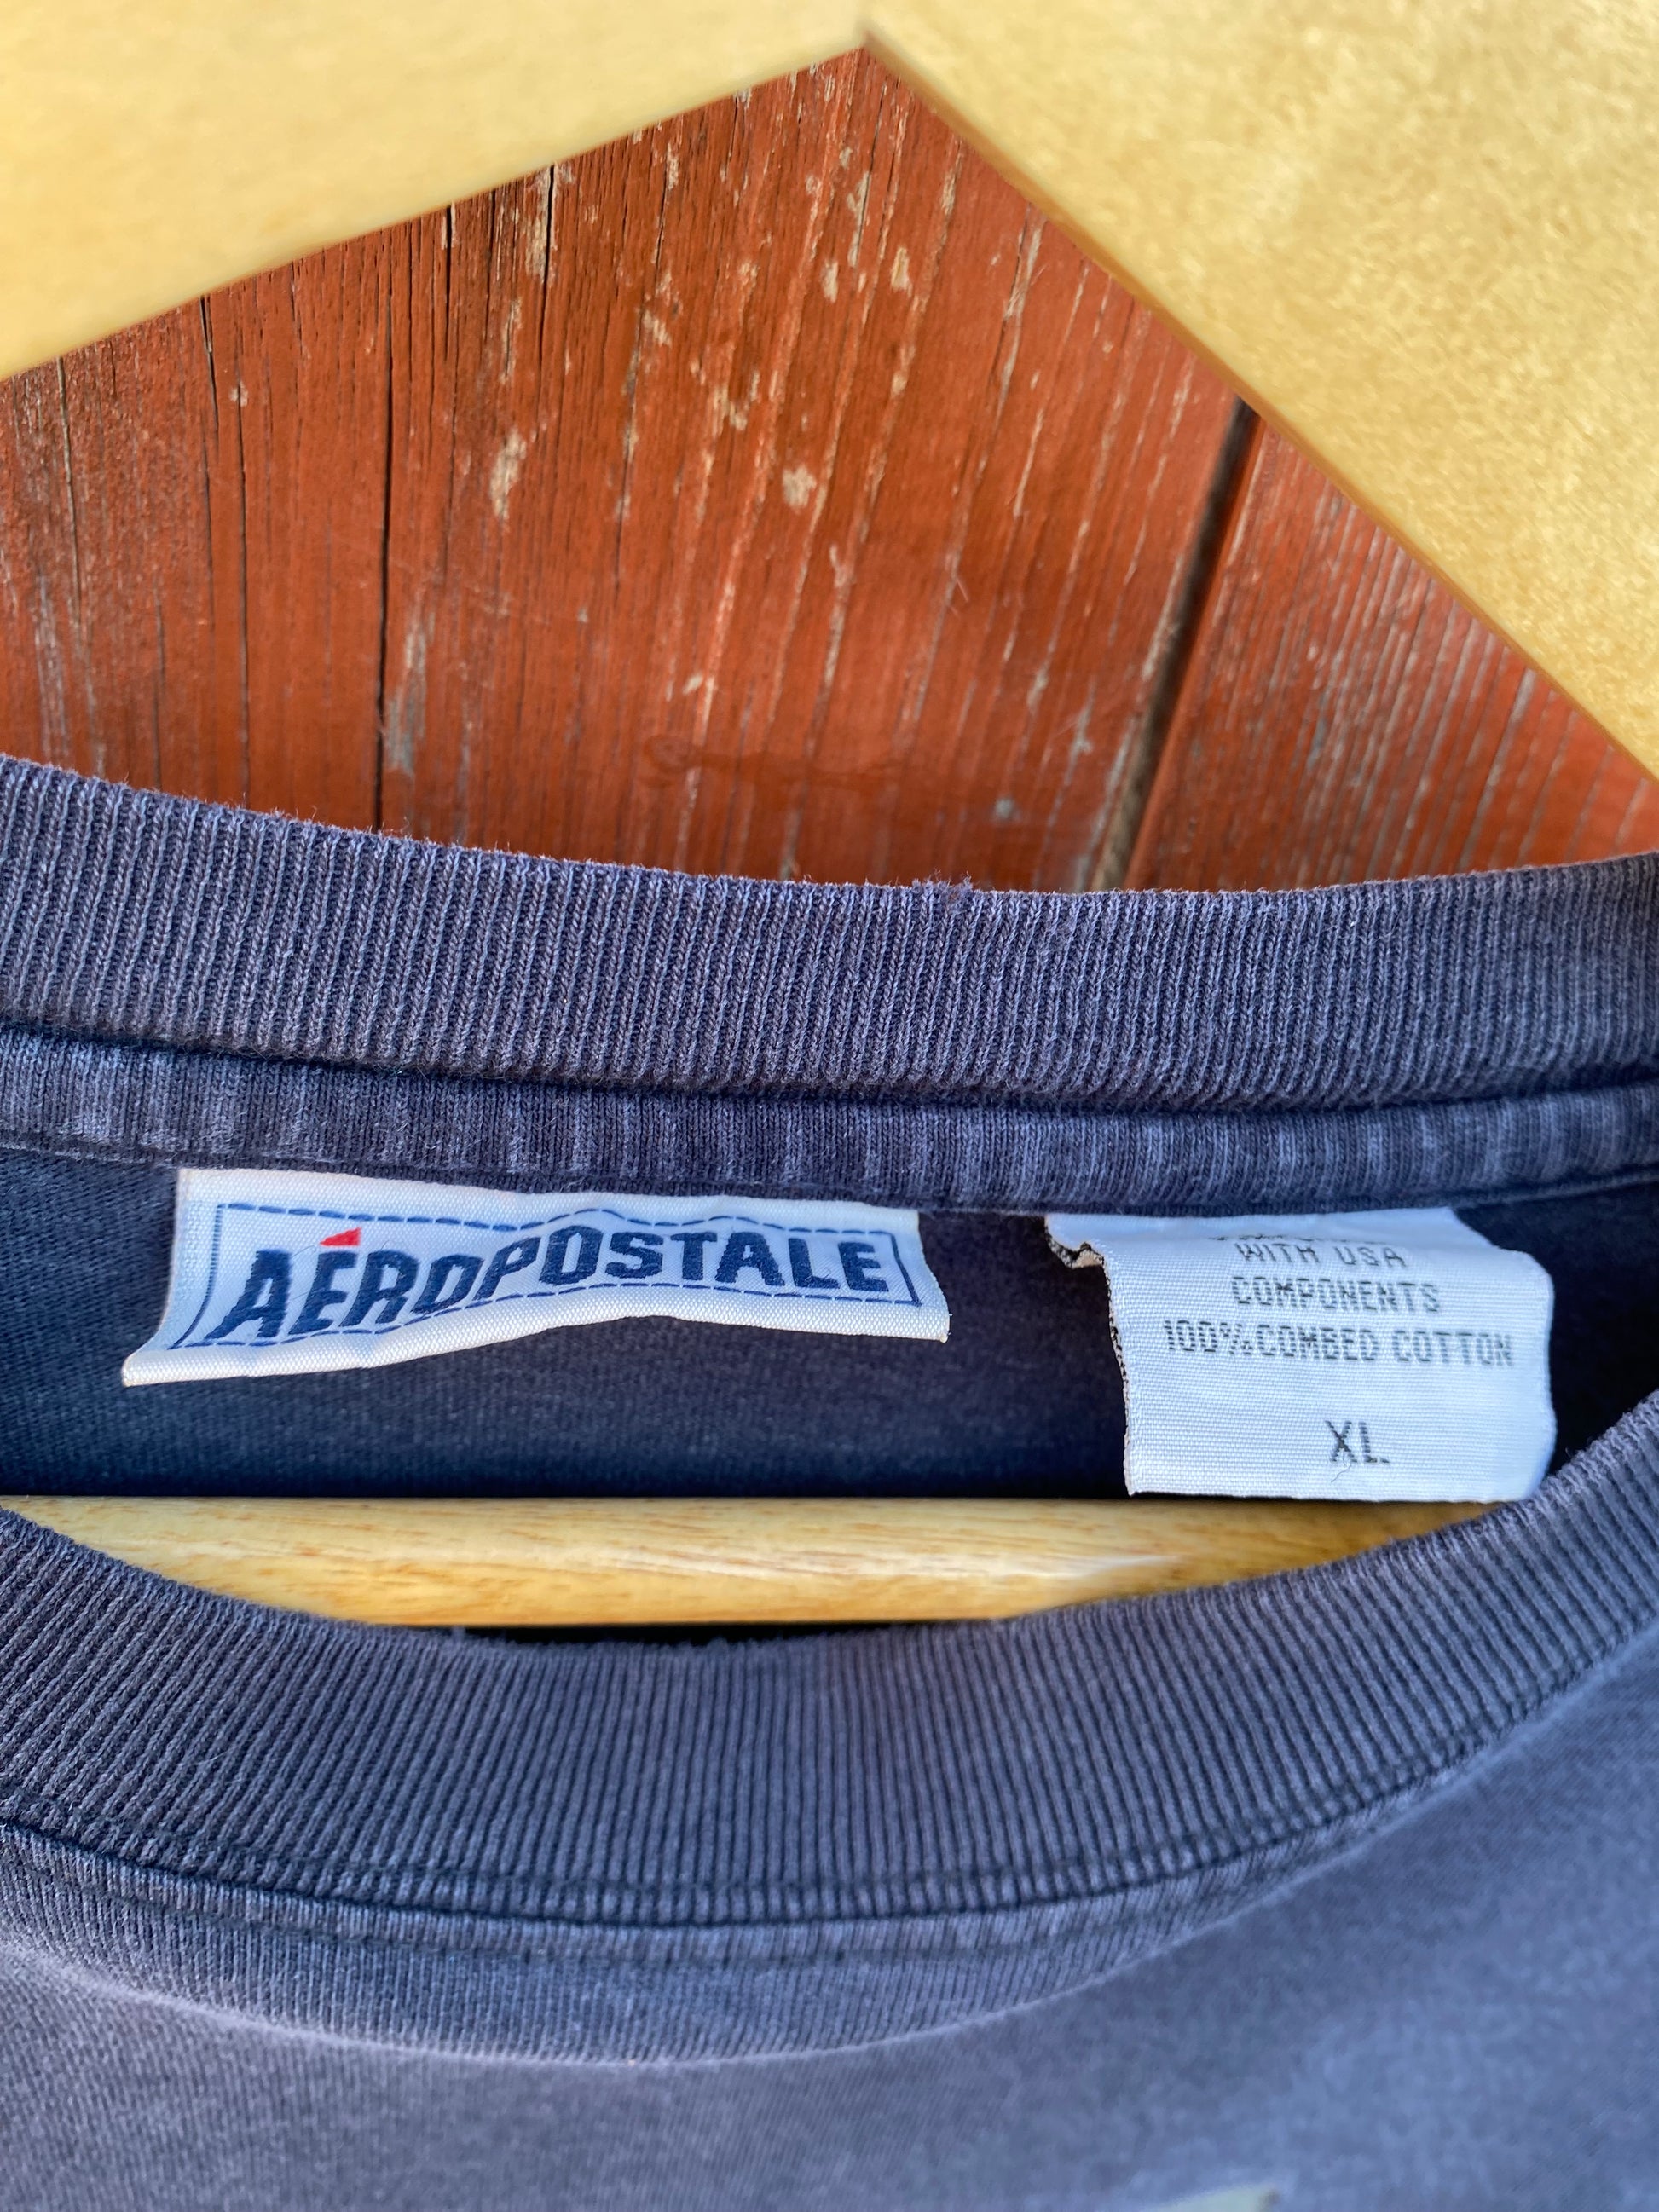 AÉROPOSTALE
WITH USA
COMPONENTS
100% COMBED COTTON
XL